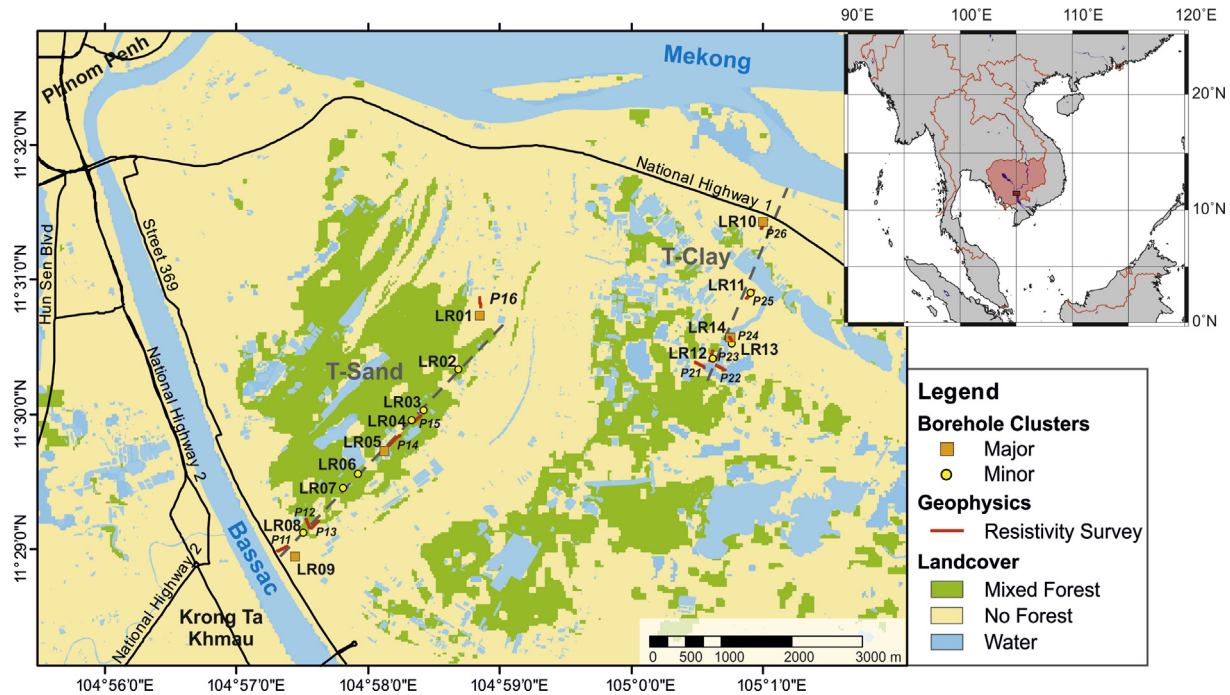 90°E
100°E
110°E
120°E
20°N
10°N
0°N
Phnom Penh
Mekong
11°32'0"N
11°31'0"N
11°30'0"N
11°29'0"N
National Highway 1
Hun Sen Blvd
Street 369
National Highway 2
National Highway 2
Bassac
Krong Ta
Khmau
T-Sand
T-Clay
LR10
P26
LR11
P25
LR14
P24
LR13
LR12
P23
P21
P22
P16
LR01
LR02
LR03
LR04
P15
LR05
P14
LR06
LR07
P12
LR08
P13
P11
LR09
0
500
1000
2000
3000 m
104°56'0"E
104°57'0"E
104°58'0"E
104°59'0"E
105°0'0"E
105°1'0"E
Legend
Borehole Clusters
Major
Minor
Geophysics
Resistivity Survey
Landcover
Mixed Forest
No Forest
Water